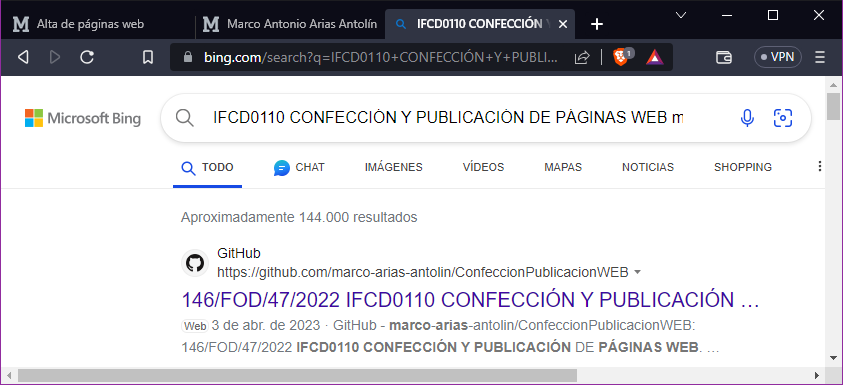 Alta de páginas web
Marco Antonio Arias Antolín
IFCD0110 CONFECCIÓN Y
bing.com/search?q=IFCD0110+CONFECCIÓN+Y+PUBLI...
1
VPN
Microsoft Bing
IFCD0110 CONFECCIÓN Y PUBLICACIÓN DE PÁGINAS WEB m
TODO
CHAT
IMÁGENES
VÍDEOS
MAPAS
NOTICIAS
SHOPPING
Aproximadamente 144.000 resultados
GitHub
https://github.com/marco-arias-antolin/ConfeccionPublicacionWEB
146/FOD/47/2022 IFCD0110 CONFECCIÓN Y PUBLICACIÓN ...
Web 3 de abr. de 2023 · GitHub - marco-arias-antolin/ConfeccionPublicacionWEB:
146/FOD/47/2022 IFCD0110 CONFECCIÓN Y PUBLICACIÓN DE PÁGINAS WEB. ...